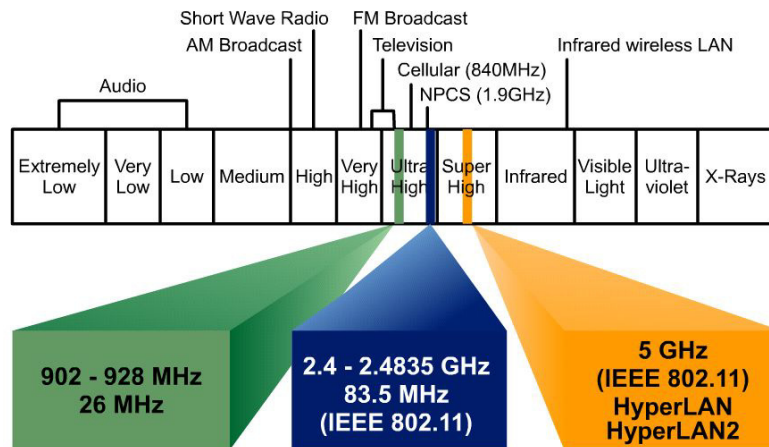 Short Wave Radio
FM Broadcast
AM Broadcast
Television
Infrared wireless LAN
Cellular (840MHz)
Audio
NPCS (1.9GHz)
Extremely
Low
Very
Low
Low
Medium
High
Very
High
Ultra
High
Super
High
Infrared
Visible
Light
Ultra-
violet
X-Rays
902 - 928 MHz
26 MHz
2.4 - 2.4835 GHz
83.5 MHz
(IEEE 802.11)
5 GHz
(IEEE 802.11)
HyperLAN
HyperLAN2